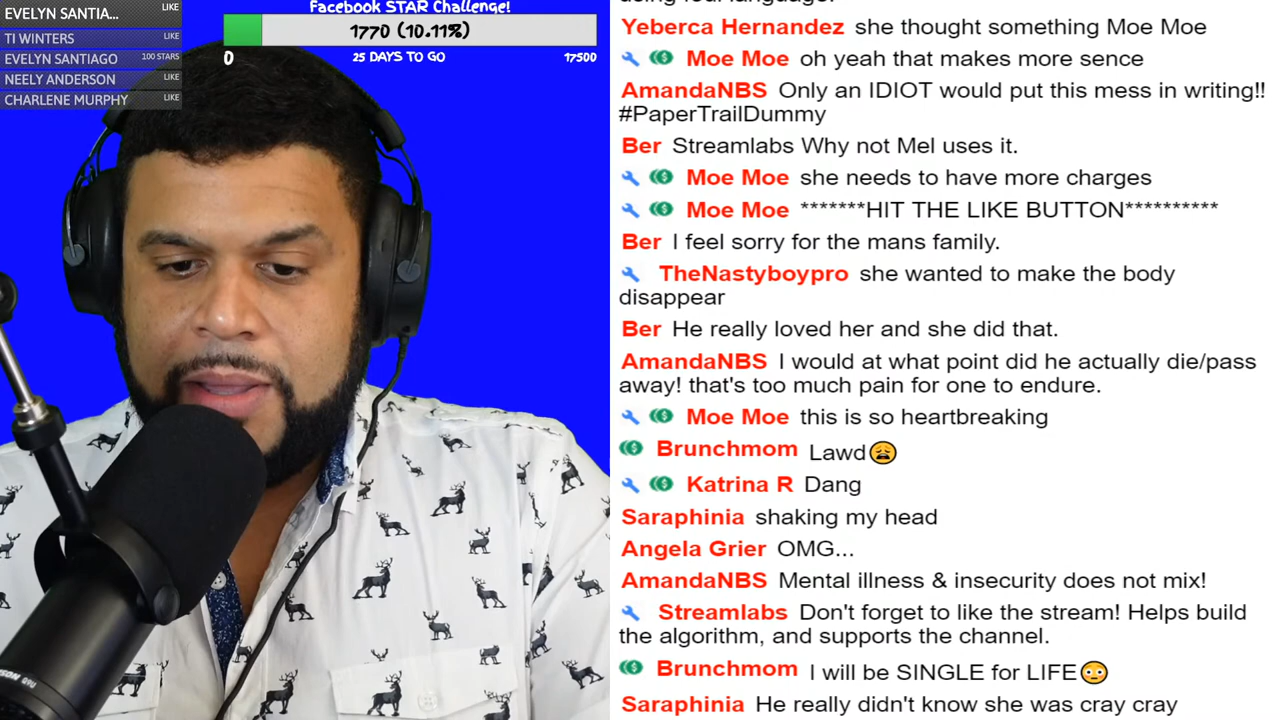 EVELYN SANTIA... LIKE
TI WINTERS LIKE
EVELYN SANTIAGO 100 STARS
NEELY ANDERSON LIKE
CHARLENE MURPHY LIKE
Facebook STAR Challenge!
1770 (10.11%)
0 25 DAYS TO GO 17500
Yeberca Hernandez she thought something Moe Moe
Moe Moe oh yeah that makes more sence
AmandaNBS Only an IDIOT would put this mess in writing!!
#PaperTrailDummy
Ber Streamlabs Why not Mel uses it.
Moe Moe she needs to have more charges
Moe Moe *******HIT THE LIKE BUTTON**********
Ber I feel sorry for the mans family.
TheNastyboypro she wanted to make the body
disappear
Ber He really loved her and she did that.
AmandaNBS I would at what point did he actually die/pass
away! that's too much pain for one to endure.
Moe Moe this is so heartbreaking
Brunchmom Lawd😩
Katrina R Dang
Saraphinia shaking my head
Angela Grier OMG...
AmandaNBS Mental illness & insecurity does not mix!
Streamlabs Don't forget to like the stream! Helps build
the algorithm, and supports the channel.
Brunchmom I will be SINGLE for LIFE😳
Saraphinia He really didn't know she was cray cray